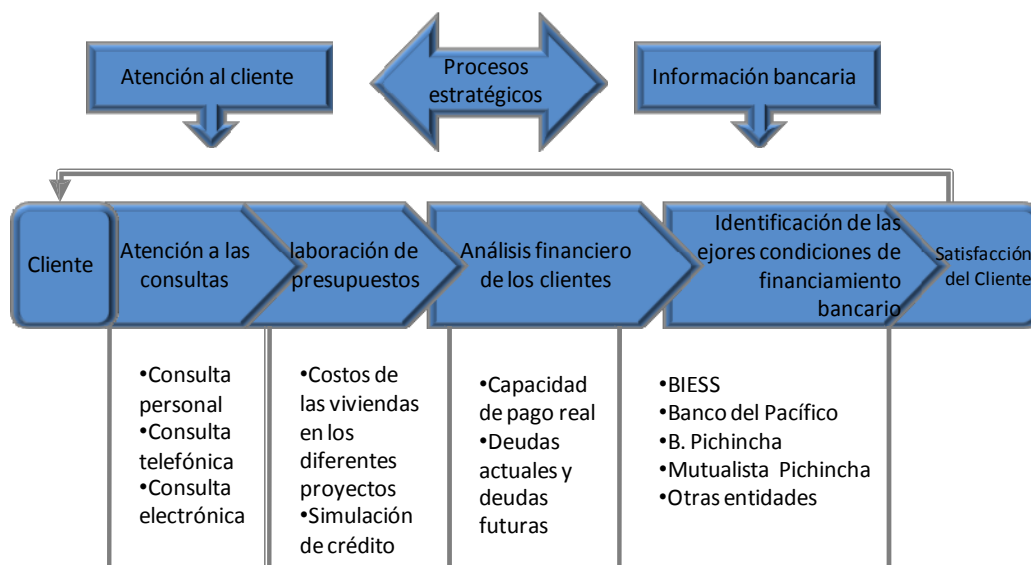 Atención al cliente
Procesos
estratégicos
Información bancaria
Cliente
Atención a las
consultas
laboración de
presupuestos
Análisis financiero
de los clientes
Identificación de las
ejores condiciones de
financiamiento
bancario
Satisfacción
del Cliente
•Consulta
personal
•Consulta
telefónica
•Consulta
electrónica
•Costos de
las viviendas
en los
diferentes
proyectos
•Simulación
de crédito
•Capacidad
de pago real
•Deudas
actuales y
deudas
futuras
•BIESS
•Banco del Pacífico
•B. Pichincha
•Mutualista Pichincha
•Otras entidades